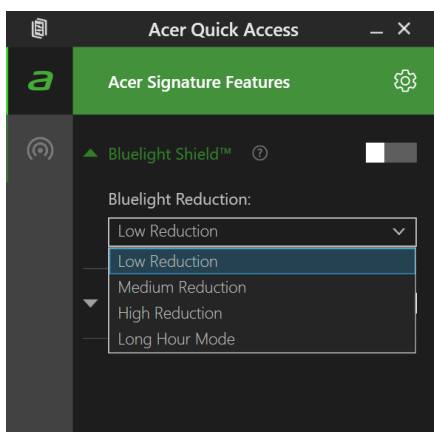 Acer Quick Access
Acer Signature Features
Bluelight Shield™
Bluelight Reduction:
Low Reduction
Low Reduction
Medium Reduction
High Reduction
Long Hour Mode